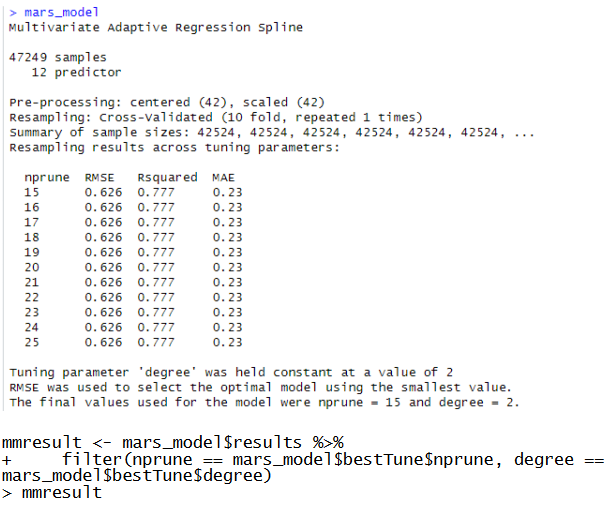 > mars_model
Multivariate Adaptive Regression Spline
47249 samples
12 predictor
Pre-processing: centered (42), scaled (42)
Resampling: Cross-Validated (10 fold, repeated 1 times)
Summary of sample sizes: 42524, 42524, 42524, 42524, 42524, 42524, ...
Resampling results across tuning parameters:
nprune RMSE Rsquared MAE
15 0.626 0.777 0.23
16 0.626 0.777 0.23
17 0.626 0.777 0.23
18 0.626 0.777 0.23
19 0.626 0.777 0.23
20 0.626 0.777 0.23
21 0.626 0.777 0.23
22 0.626 0.777 0.23
23 0.626 0.777 0.23
24 0.626 0.777 0.23
25 0.626 0.777 0.23
Tuning parameter 'degree' was held constant at a value of 2
RMSE was used to select the optimal model using the smallest value.
The final values used for the model were nprune = 15 and degree = 2.
mmresult <- mars_model$results %>%
+ filter(nprune == mars_model$bestTune$nprune, degree ==
mars_model$bestTune$degree)
> mmresult